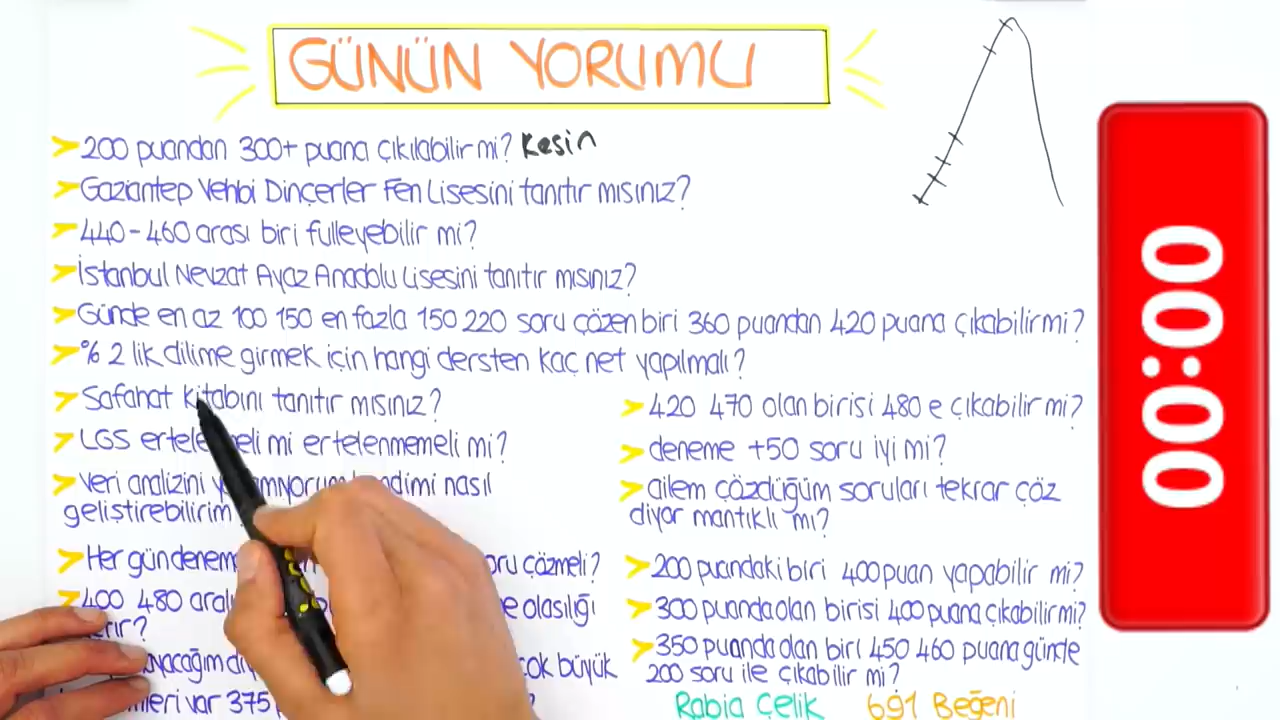 GÜNÜN YORUMU
200 puandan 300+ puana çıkılabilir mi? Kesin
Gaziantep Vehbi Dinçerler Fen Lisesini tanıtır mısınız?
440-460 arası biri fulleyebilir mi?
İstanbul Nevzat Ayaz Anadolu Lisesini tanıtır mısınız?
Günde en az 100 150 en fazla 150 220 soru çözen biri 360 puandan 420 puana çıkabilir mi?
% 2 lik dilime girmek için hangi dersten kaç net yapılmalı?
Safahat kitabını tanıtır mısınız?
LGS mi ertelenmemeli mi?
Veri analizini nasıl
geliştirebilirim
Her gün çözmeli?
400 480 olasılığı
büyük
var 375
420 470 olan birisi 480 e çıkabilir mi?
deneme +50 soru iyi mi?
ailem çözdüğüm soruları tekrar çöz
diyor mantıklı mı?
200 puandaki biri 400 puan yapabilir mi?
300 puanda olan birisi 400 puana çıkabilir mi?
350 puanda olan biri 450 460 puana günde
200 soru ile çıkabilir mi?
Rabia Çelik 691 Beğeni
00:00